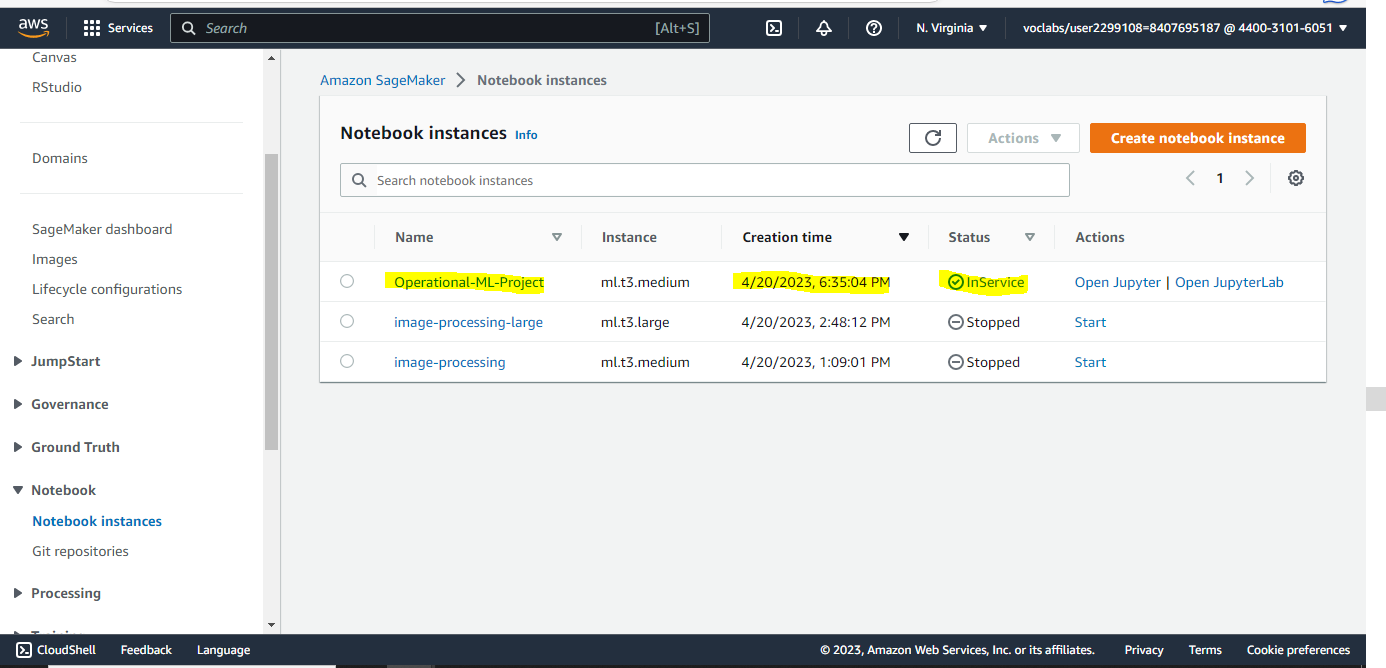 aws Services Search [Alt+S] N. Virginia voclabs/user2299108=8407695187 @ 4400-3101-6051
Canvas
RStudio
Domains
SageMaker dashboard
Images
Lifecycle configurations
Search
JumpStart
Governance
Ground Truth
Notebook
Notebook instances
Git repositories
Processing
Amazon SageMaker Notebook instances
Notebook instances Info Actions Create notebook instance
Search notebook instances 1
Name Instance Creation time Status Actions
Operational-ML-Project ml.t3.medium 4/20/2023, 6:35:04 PM InService Open Jupyter | Open JupyterLab
image-processing-large ml.t3.large 4/20/2023, 2:48:12 PM Stopped Start
image-processing ml.t3.medium 4/20/2023, 1:09:01 PM Stopped Start
CloudShell Feedback Language © 2023, Amazon Web Services, Inc. or its affiliates. Privacy Terms Cookie preferences